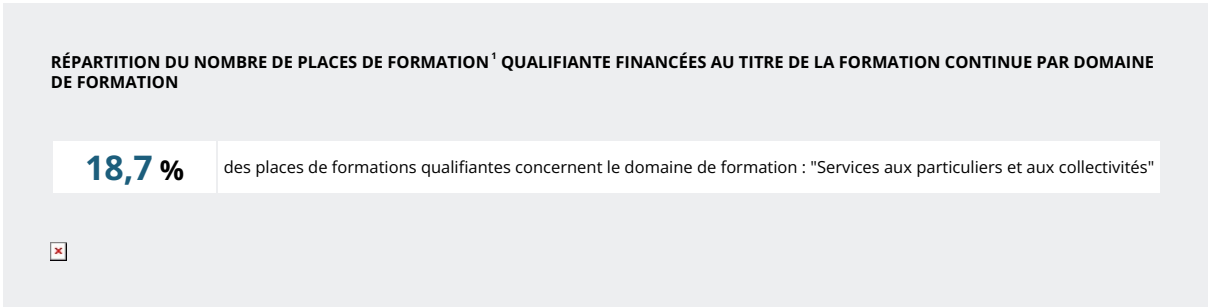 RÉPARTITION DU NOMBRE DE PLACES DE FORMATION¹ QUALIFIANTE FINANCÉES AU TITRE DE LA FORMATION CONTINUE PAR DOMAINE
DE FORMATION
18,7 % des places de formations qualifiantes concernent le domaine de formation : "Services aux particuliers et aux collectivités"